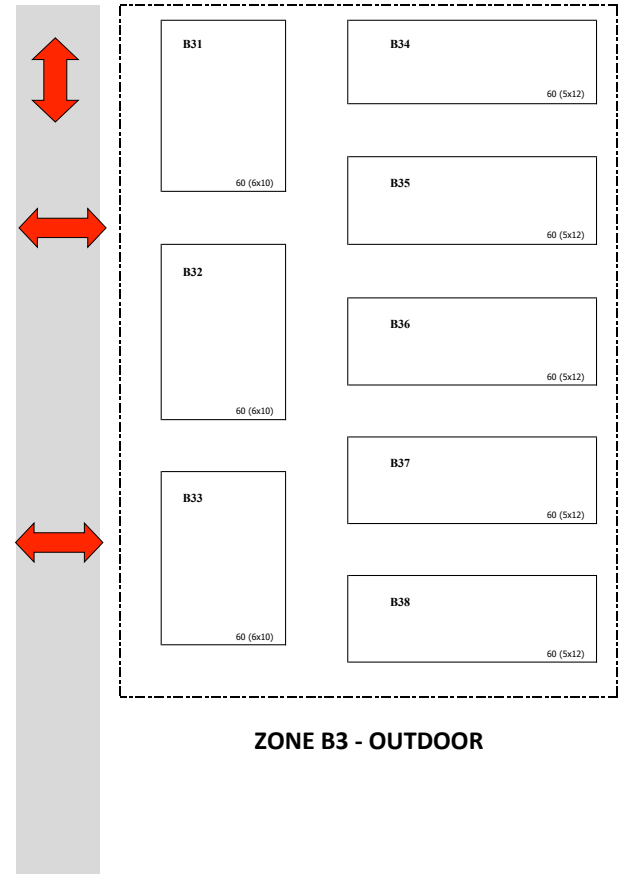 B31
60 (6x10)
B32
60 (6x10)
B33
60 (6x10)
B34
60 (5x12)
B35
60 (5x12)
B36
60 (5x12)
B37
60 (5x12)
B38
60 (5x12)
ZONE B3 - OUTDOOR